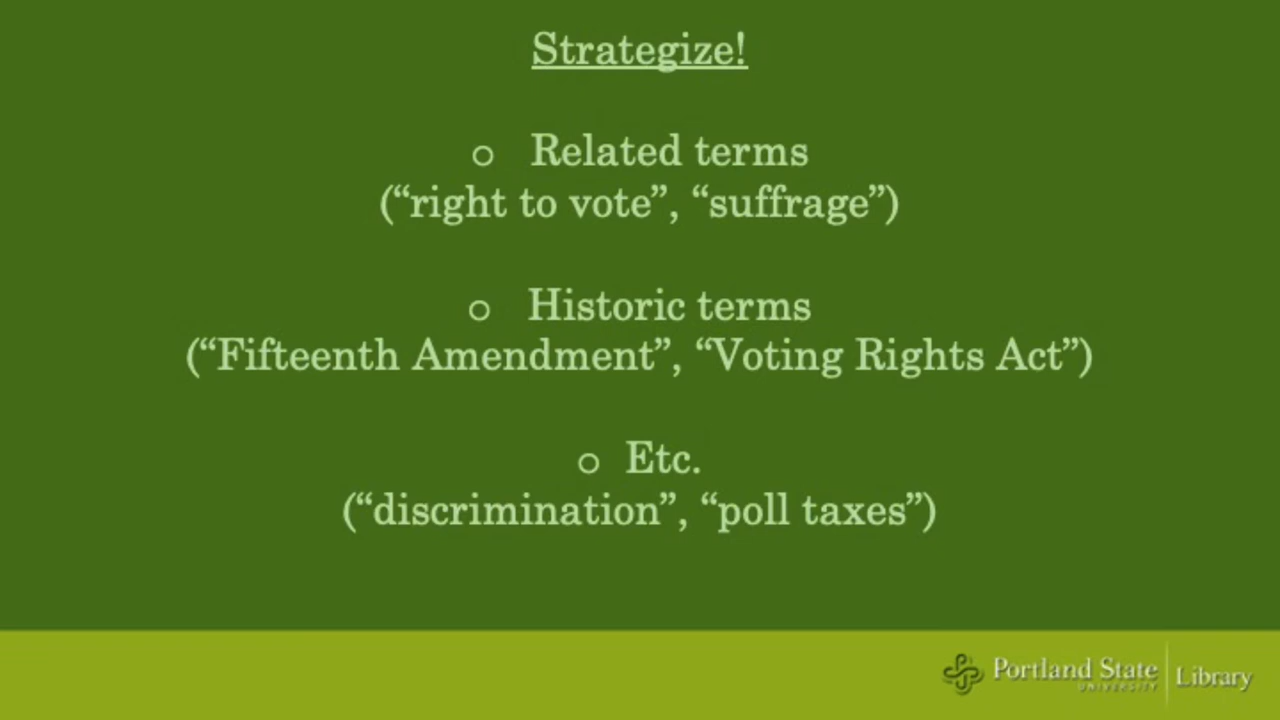 Strategize!
o Related terms
(“right to vote”, “suffrage”)
o Historic terms
(“Fifteenth Amendment”, “Voting Rights Act”)
o Etc.
(“discrimination”, “poll taxes”)
Portland State Library
UNIVERSITY